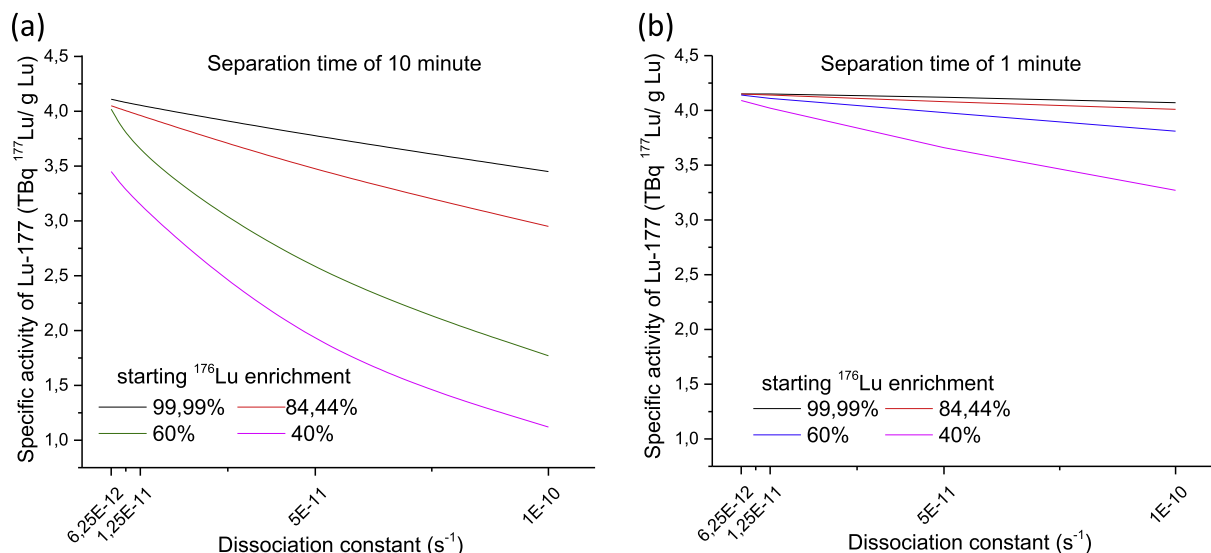 (a)
Separation time of 10 minute
Specific activity of Lu-177 (TBq ¹⁷⁷Lu/ g Lu)
4,5
4,0
3,5
3,0
2,5
2,0
1,5
1,0
starting ¹⁷⁶Lu enrichment
99,99% 84,44%
60% 40%
6,25E-12
1,25E-11
5E-11
1E-10
Dissociation constant (s⁻¹)
(b)
Separation time of 1 minute
Specific activity of Lu-177 (TBq ¹⁷⁷Lu/ g Lu)
4,5
4,0
3,5
3,0
2,5
2,0
1,5
1,0
starting ¹⁷⁶Lu enrichment
99,99% 84,44%
60% 40%
6,25E-12
1,25E-11
5E-11
1E-10
Dissociation constant (s⁻¹)